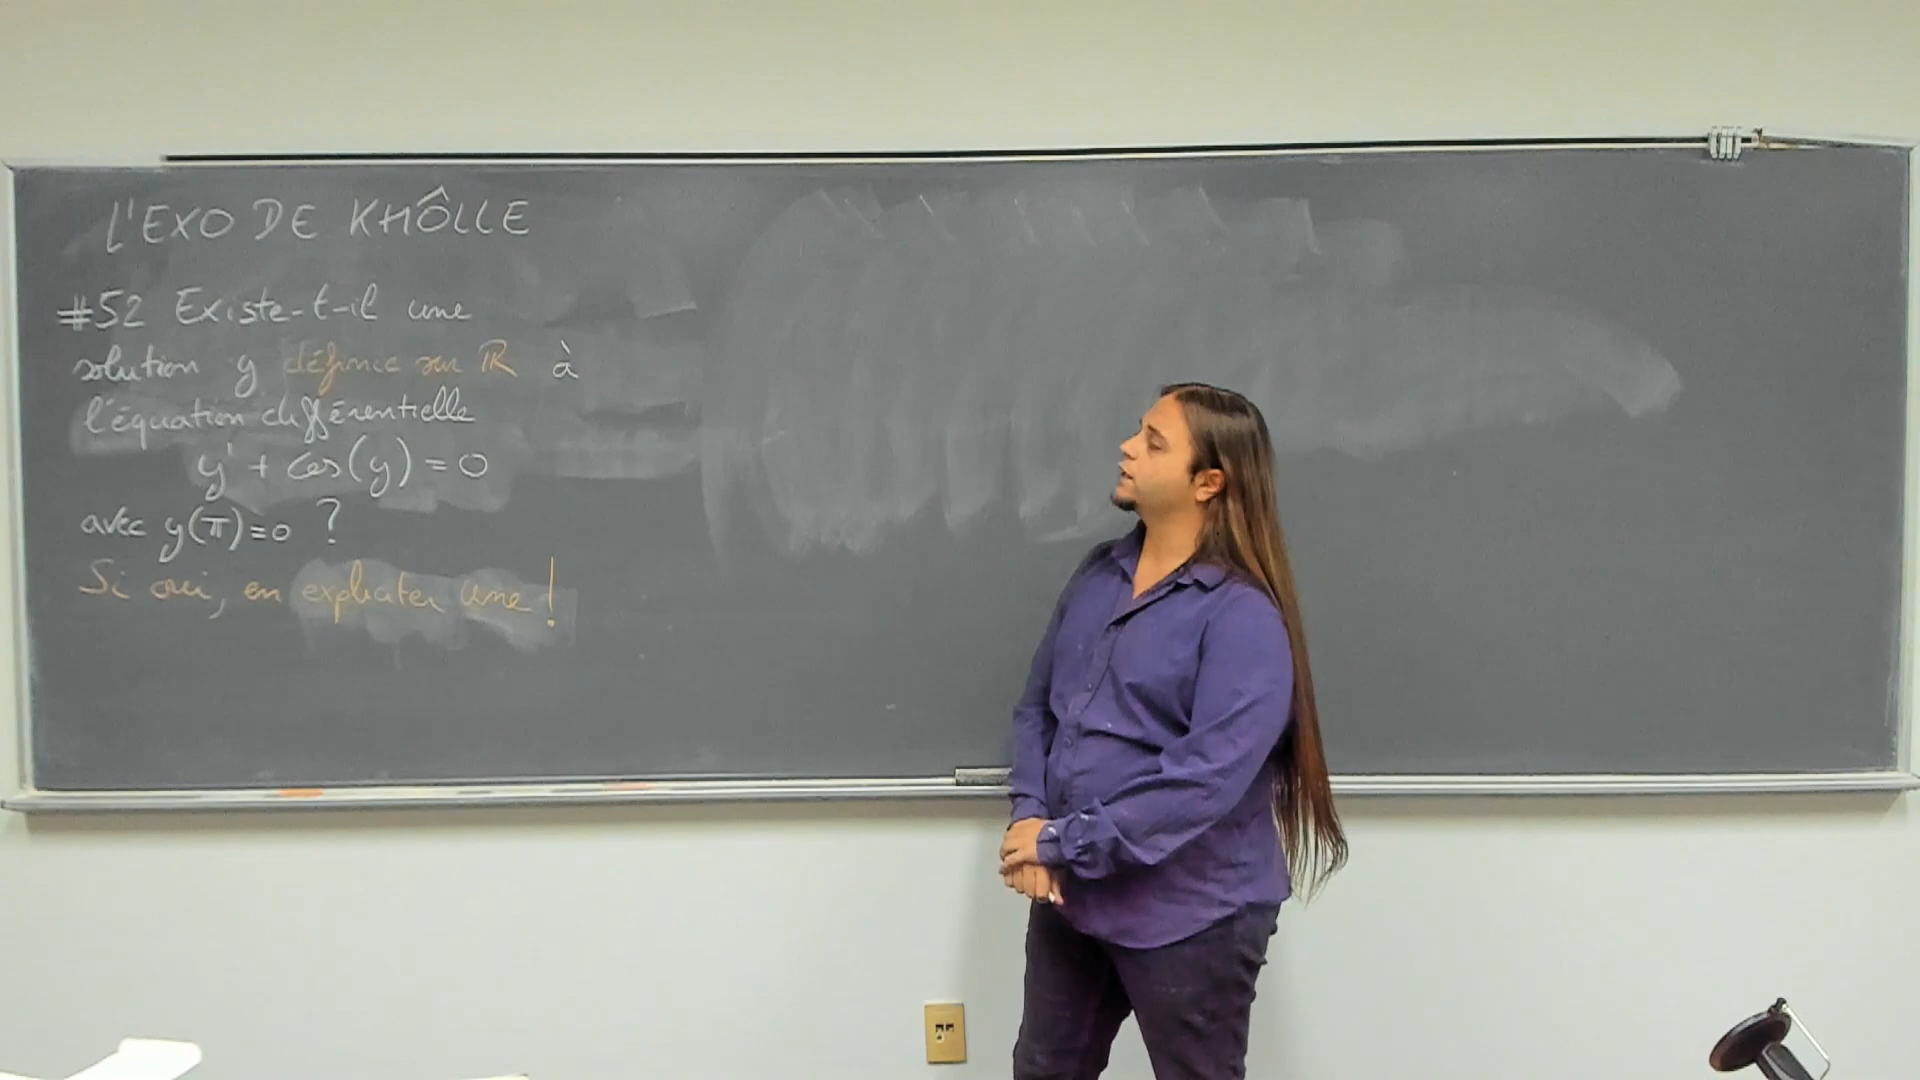 L'EXO DE KHÔLLE
#52 Existe-t-il une
solution y définie sur ℝ à
l'équation différentielle
y' + cos(y) = 0
avec y(π)=0 ?
Si oui, en expliciter une !